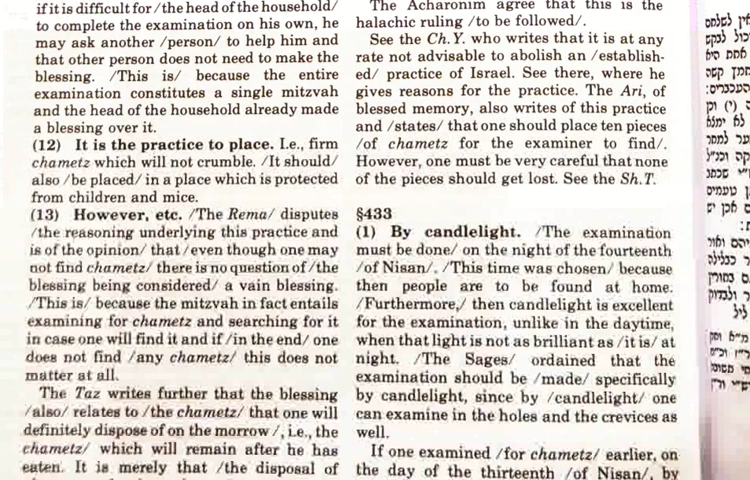 if it is difficult for /the head of the household/
to complete the examination on his own, he
may ask another /person/ to help him and
that other person does not need to make the
blessing. /This is/ because the entire
examination constitutes a single mitzvah
and the head of the household already made
a blessing over it.
(12) It is the practice to place. I.e., firm
chametz which will not crumble. /It should/
also /be placed/ in a place which is protected
from children and mice.
(13) However, etc. /The Rema/ disputes
/the reasoning underlying this practice and
is of the opinion/ that /even though one may
not find chametz/ there is no question of /the
blessing being considered/ a vain blessing.
/This is/ because the mitzvah in fact entails
examining for chametz and searching for it
in case one will find it and if /in the end/ one
does not find /any chametz/ this does not
matter at all.
The Taz writes further that the blessing
/also/ relates to /the chametz/ that one will
definitely dispose of on the morrow /, i.e., the
chametz/ which will remain after he has
eaten. It is merely that /the disposal of
The Acharonim agree that this is the
halachic ruling /to be followed/.
See the Ch.Y. who writes that it is at any
rate not advisable to abolish an /establish-
ed/ practice of Israel. See there, where he
gives reasons for the practice. The Ari, of
blessed memory, also writes of this practice
and /states/ that one should place ten pieces
/of chametz for the examiner to find/.
However, one must be very careful that none
of the pieces should get lost. See the Sh.T.
§433
(1) By candlelight. /The examination
must be done/ on the night of the fourteenth
/of Nisan/. /This time was chosen/ because
then people are to be found at home.
/Furthermore,/ then candlelight is excellent
for the examination, unlike in the daytime,
when that light is not as brilliant as /it is/ at
night. /The Sages/ ordained that the
examination should be /made/ specifically
by candlelight, since by /candlelight/ one
can examine in the holes and the crevices as
well.
If one examined /for chametz/ earlier, on
the day of the thirteenth /of Nisan/, by